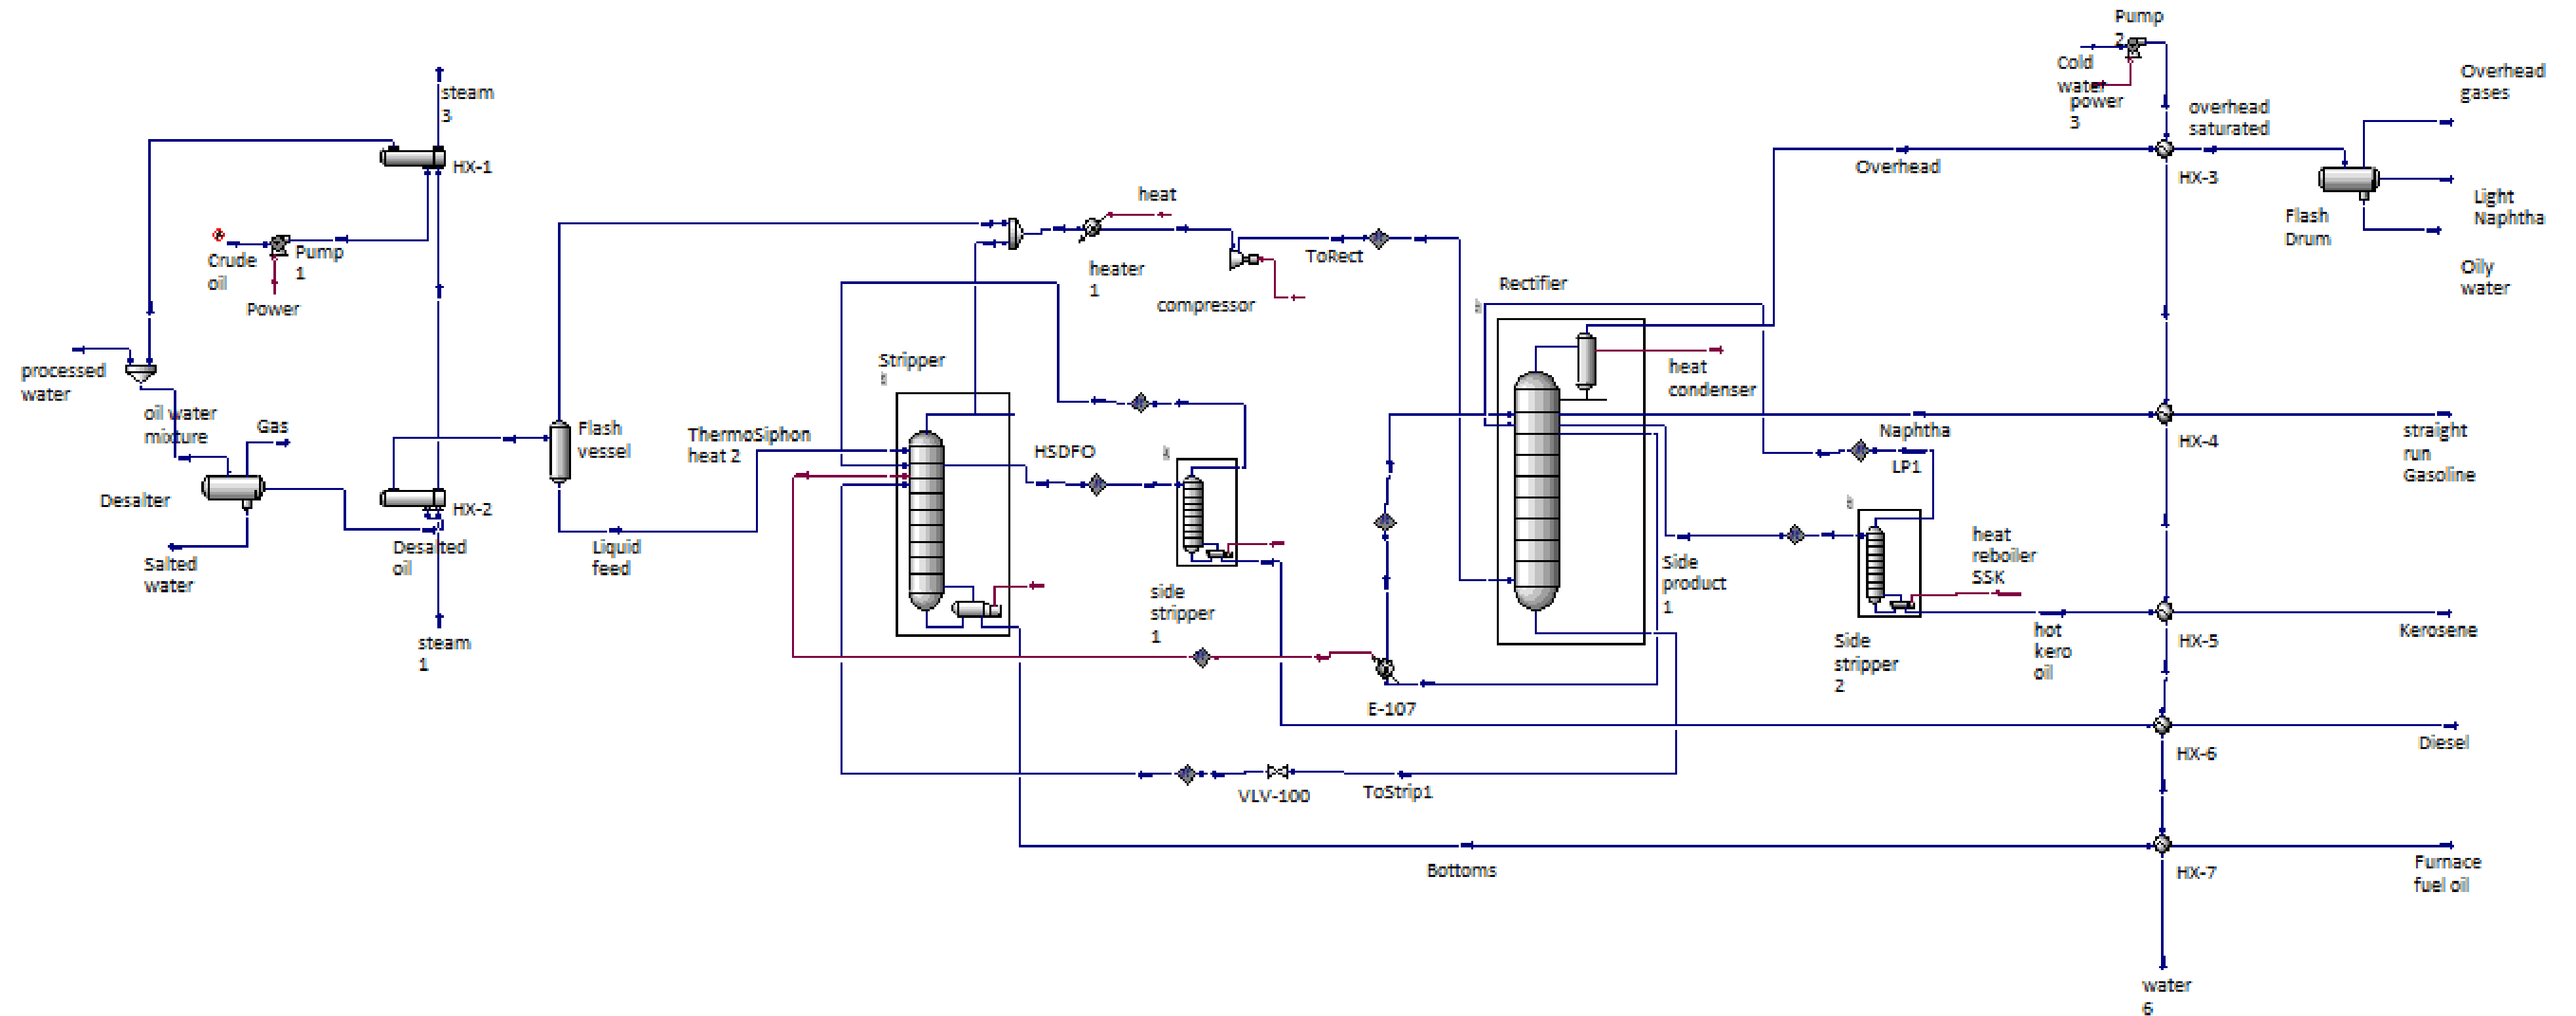 Pump
2
Cold
water
power
3
Overhead
gases
steam
3
overhead
saturated
HX-1
Overhead
HX-3
Light
Naphtha
Flash
Drum
Oily
water
heat
Crude
oil
Pump
1
Power
heater
1
ToRect
compressor
Rectifier
processed
water
oil water
mixture
Gas
Desalter
Salted
water
HX-2
Desalted
oil
steam
1
Flash
vessel
Liquid
feed
Stripper
ThermoSiphon
heat 2
HSDFO
side
stripper
1
heat
condenser
Naphtha
LP1
HX-4
straight
run
Gasoline
Side
product
1
heat
reboiler
SSK
Side
stripper
2
hot
kero
oil
HX-5
Kerosene
E-107
HX-6
Diesel
VLV-100
ToStrip1
Bottoms
HX-7
Furnace
fuel oil
water
6